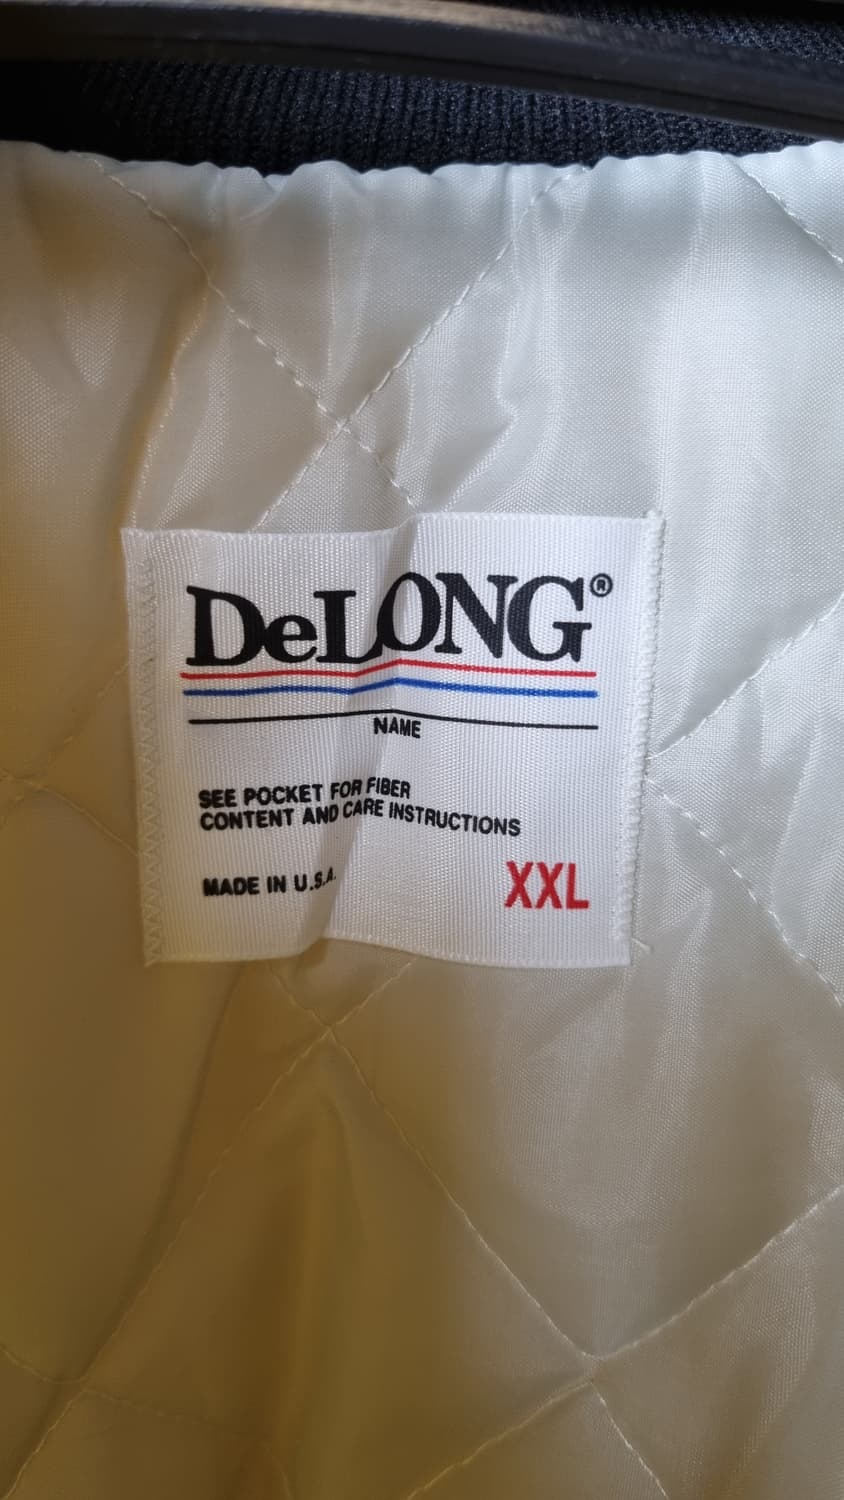 DeLONG®
NAME
SEE POCKET FOR FIBER
CONTENT AND CARE INSTRUCTIONS
MADE IN U.S.A.
XXL